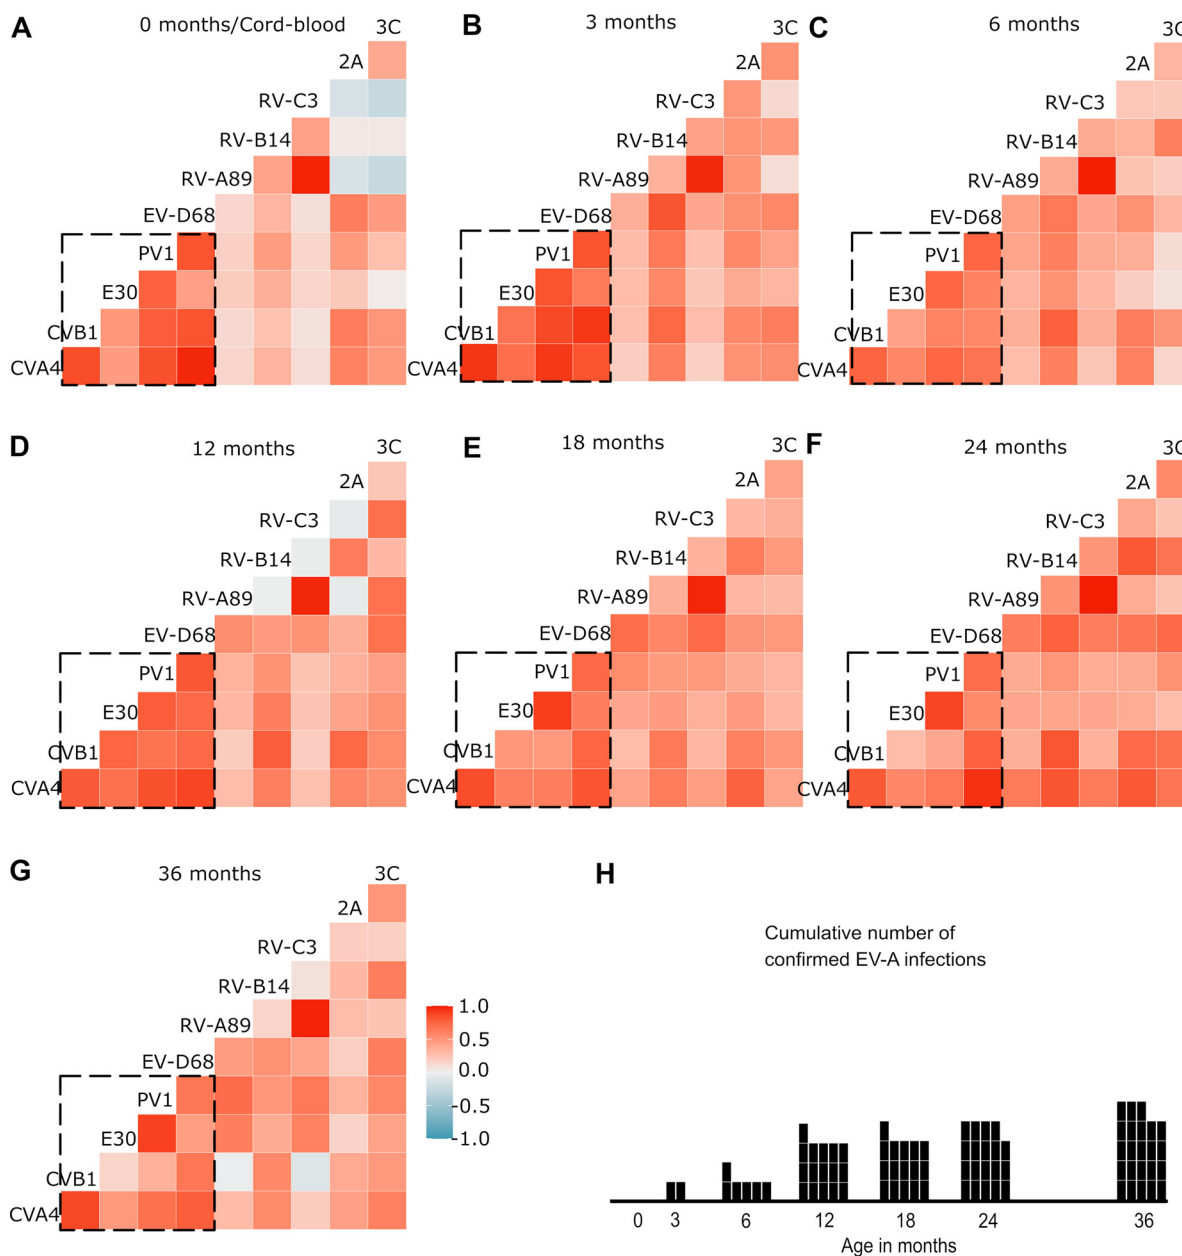 A
0 months/Cord-blood
3C
2A
RV-C3
RV-B14
RV-A89
EV-D68
PV1
E30
CVB1
CVA4
B
3 months
3C
2A
RV-C3
RV-B14
RV-A89
EV-D68
PV1
E30
CVB1
CVA4
C
6 months
3C
2A
RV-C3
RV-B14
RV-A89
EV-D68
PV1
E30
CVB1
CVA4
D
12 months
3C
2A
RV-C3
RV-B14
RV-A89
EV-D68
PV1
E30
CVB1
CVA4
E
18 months
3C
2A
RV-C3
RV-B14
RV-A89
EV-D68
PV1
E30
CVB1
CVA4
F
24 months
3C
2A
RV-C3
RV-B14
RV-A89
EV-D68
PV1
E30
CVB1
CVA4
G
36 months
3C
2A
RV-C3
RV-B14
RV-A89
EV-D68
PV1
E30
CVB1
CVA4
1.0
0.5
0.0
-0.5
-1.0
H
Cumulative number of
confirmed EV-A infections
0 3 6 12 18 24 36
Age in months